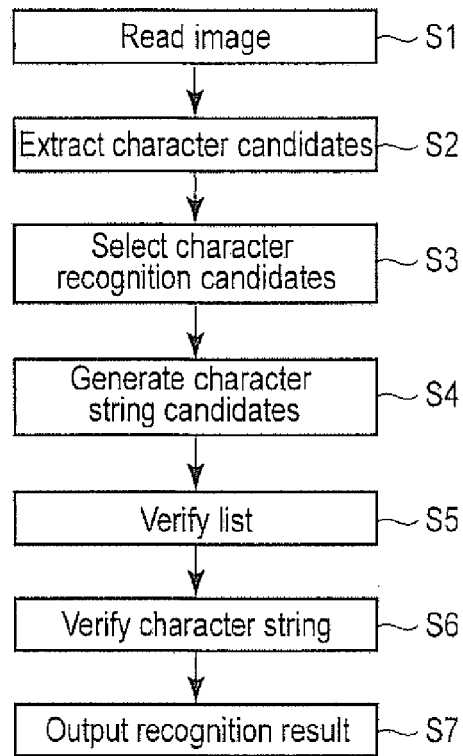 Read image S1
Extract character candidates S2
Select character
recognition candidates S3
Generate character
string candidates S4
Verify list S5
Verify character string S6
Output recognition result S7